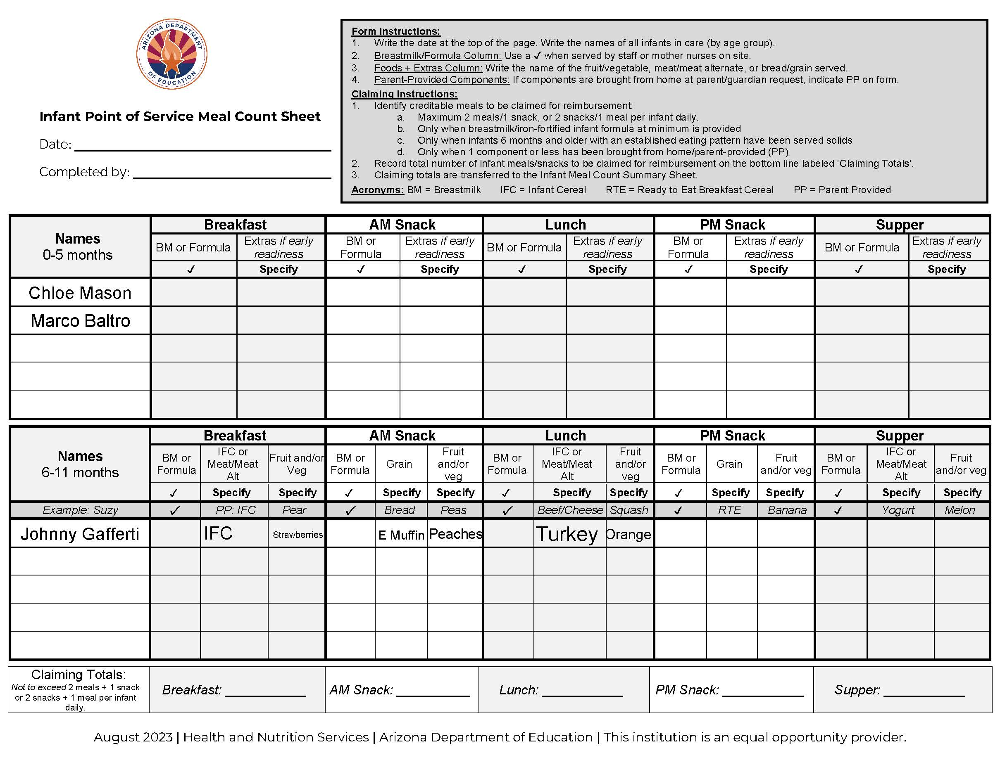 ARIZONA DEPARTMENT
OF EDUCATION
Infant Point of Service Meal Count Sheet
Date:
Completed by:
Form Instructions:
1. Write the date at the top of the page. Write the names of all infants in care (by age group).
2. Breastmilk/Formula Column: Use a ✓ when served by staff or mother nurses on site.
3. Foods + Extras Column: Write the name of the fruit/vegetable, meat/meat alternate, or bread/grain served.
4. Parent-Provided Components: If components are brought from home at parent/guardian request, indicate PP on form.
Claiming Instructions:
1. Identify creditable meals to be claimed for reimbursement:
a. Maximum 2 meals/1 snack, or 2 snacks/1 meal per infant daily.
b. Only when breastmilk/iron-fortified infant formula at minimum is provided
c. Only when infants 6 months and older with an established eating pattern have been served solids
d. Only when 1 component or less has been brought from home/parent-provided (PP)
2. Record total number of infant meals/snacks to be claimed for reimbursement on the bottom line labeled ‘Claiming Totals’.
3. Claiming totals are transferred to the Infant Meal Count Summary Sheet.
Acronyms: BM = Breastmilk IFC = Infant Cereal RTE = Ready to Eat Breakfast Cereal PP = Parent Provided
Names
0-5 months
Breakfast AM Snack Lunch PM Snack Supper
BM or Formula Extras if early readiness BM or Formula Extras if early readiness BM or Formula Extras if early readiness BM or Formula Extras if early readiness BM or Formula Extras if early readiness
✓ Specify ✓ Specify ✓ Specify ✓ Specify ✓ Specify
Chloe Mason
Marco Baltro
Names
6-11 months
Breakfast AM Snack Lunch PM Snack Supper
BM or Formula IFC or Meat/Meat Alt Fruit and/or Veg BM or Formula Grain Fruit and/or veg BM or Formula IFC or Meat/Meat Alt Fruit and/or veg BM or Formula Grain Fruit and/or veg BM or Formula IFC or Meat/Meat Alt Fruit and/or veg
✓ Specify Specify ✓ Specify Specify ✓ Specify Specify ✓ Specify Specify ✓ Specify Specify
Example: Suzy ✓ PP: IFC Pear ✓ Bread Peas ✓ Beef/Cheese Squash ✓ RTE Banana ✓ Yogurt Melon
Johnny Gafferti IFC Strawberries E Muffin Peaches Turkey Orange
Claiming Totals:
Not to exceed 2 meals + 1 snack
or 2 snacks + 1 meal per infant
daily.
Breakfast: AM Snack: Lunch: PM Snack: Supper:
August 2023 | Health and Nutrition Services | Arizona Department of Education | This institution is an equal opportunity provider.